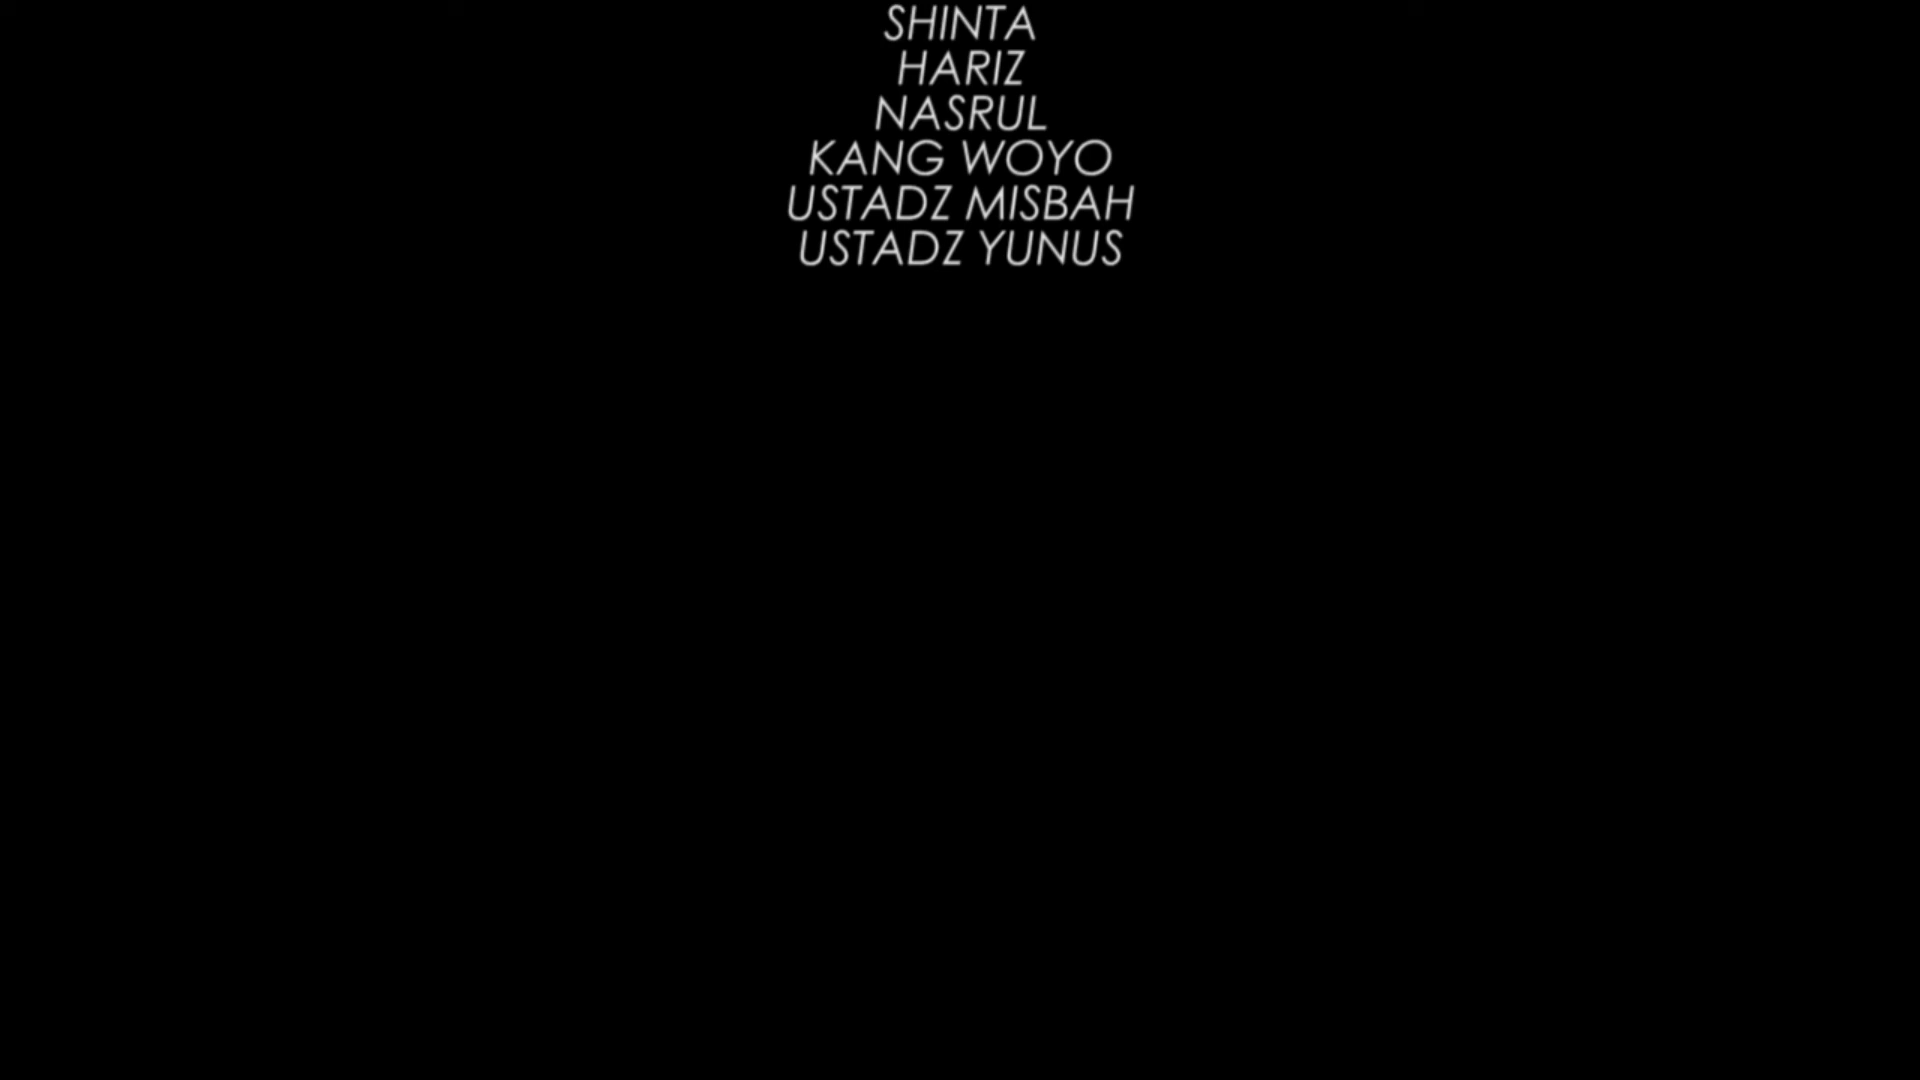 SHINTA
HARIZ
NASRUL
KANG WOYO
USTADZ MISBAH
USTADZ YUNUS